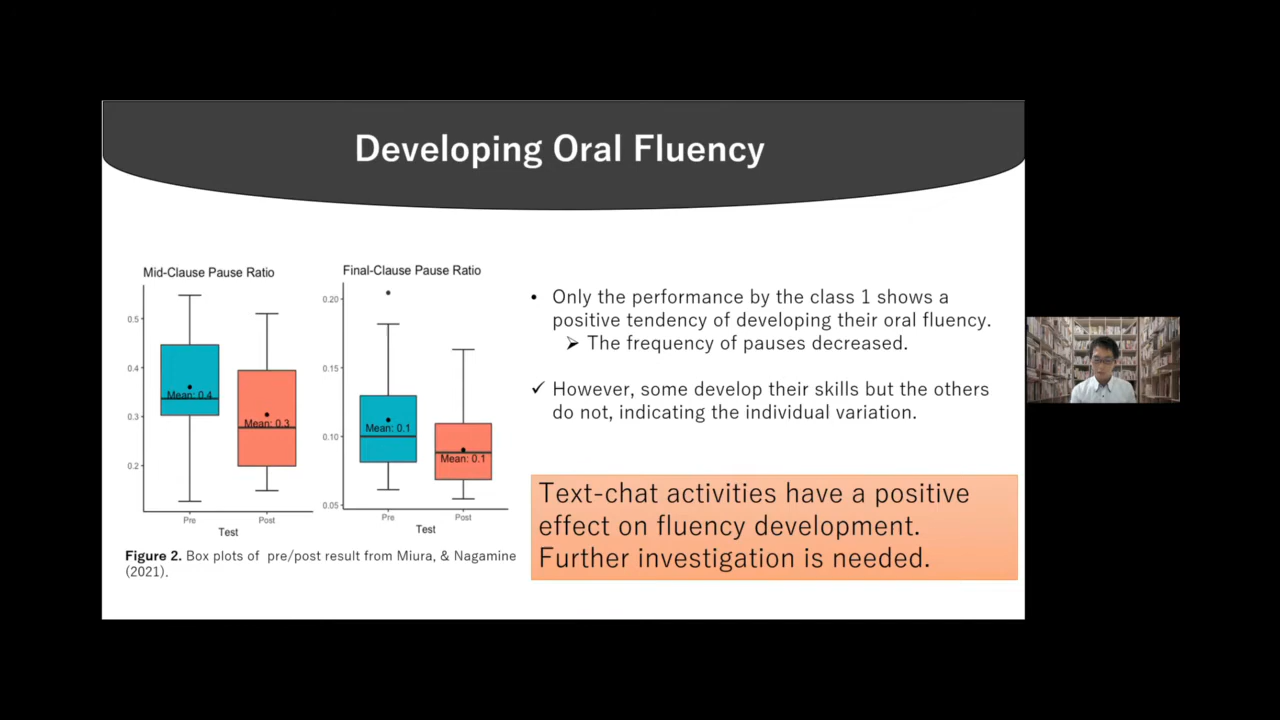 Developing Oral Fluency
Mid-Clause Pause Ratio
0.5
0.4
0.3
0.2
Mean: 0.4
Mean: 0.3
Pre
Post
Test
Final-Clause Pause Ratio
0.20
0.15
0.10
0.05
Mean: 0.1
Mean: 0.1
Pre
Post
Test
Figure 2. Box plots of pre/post result from Miura, & Nagamine
(2021).
• Only the performance by the class 1 shows a
positive tendency of developing their oral fluency.
➢ The frequency of pauses decreased.
✓ However, some develop their skills but the others
do not, indicating the individual variation.
Text-chat activities have a positive
effect on fluency development.
Further investigation is needed.